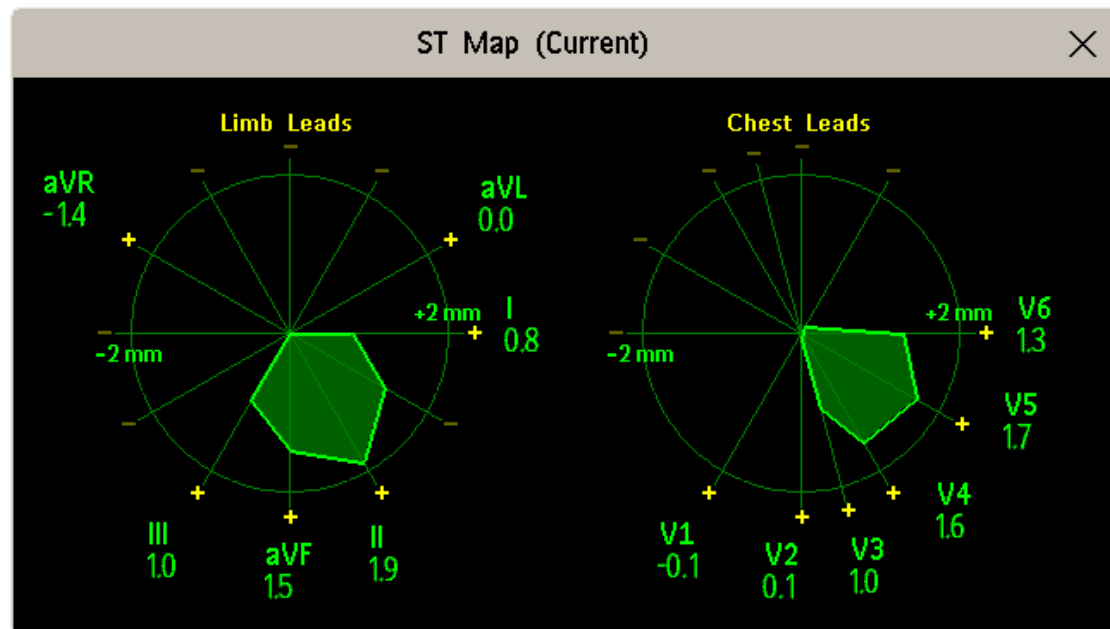 ST Map (Current)
Limb Leads
aVR
-1.4
aVL
0.0
+2 mm
I
0.8
-2 mm
III
1.0
aVF
1.5
II
1.9
Chest Leads
+2 mm
V6
1.3
-2 mm
V5
1.7
V4
1.6
V1
-0.1
V2
0.1
V3
1.0